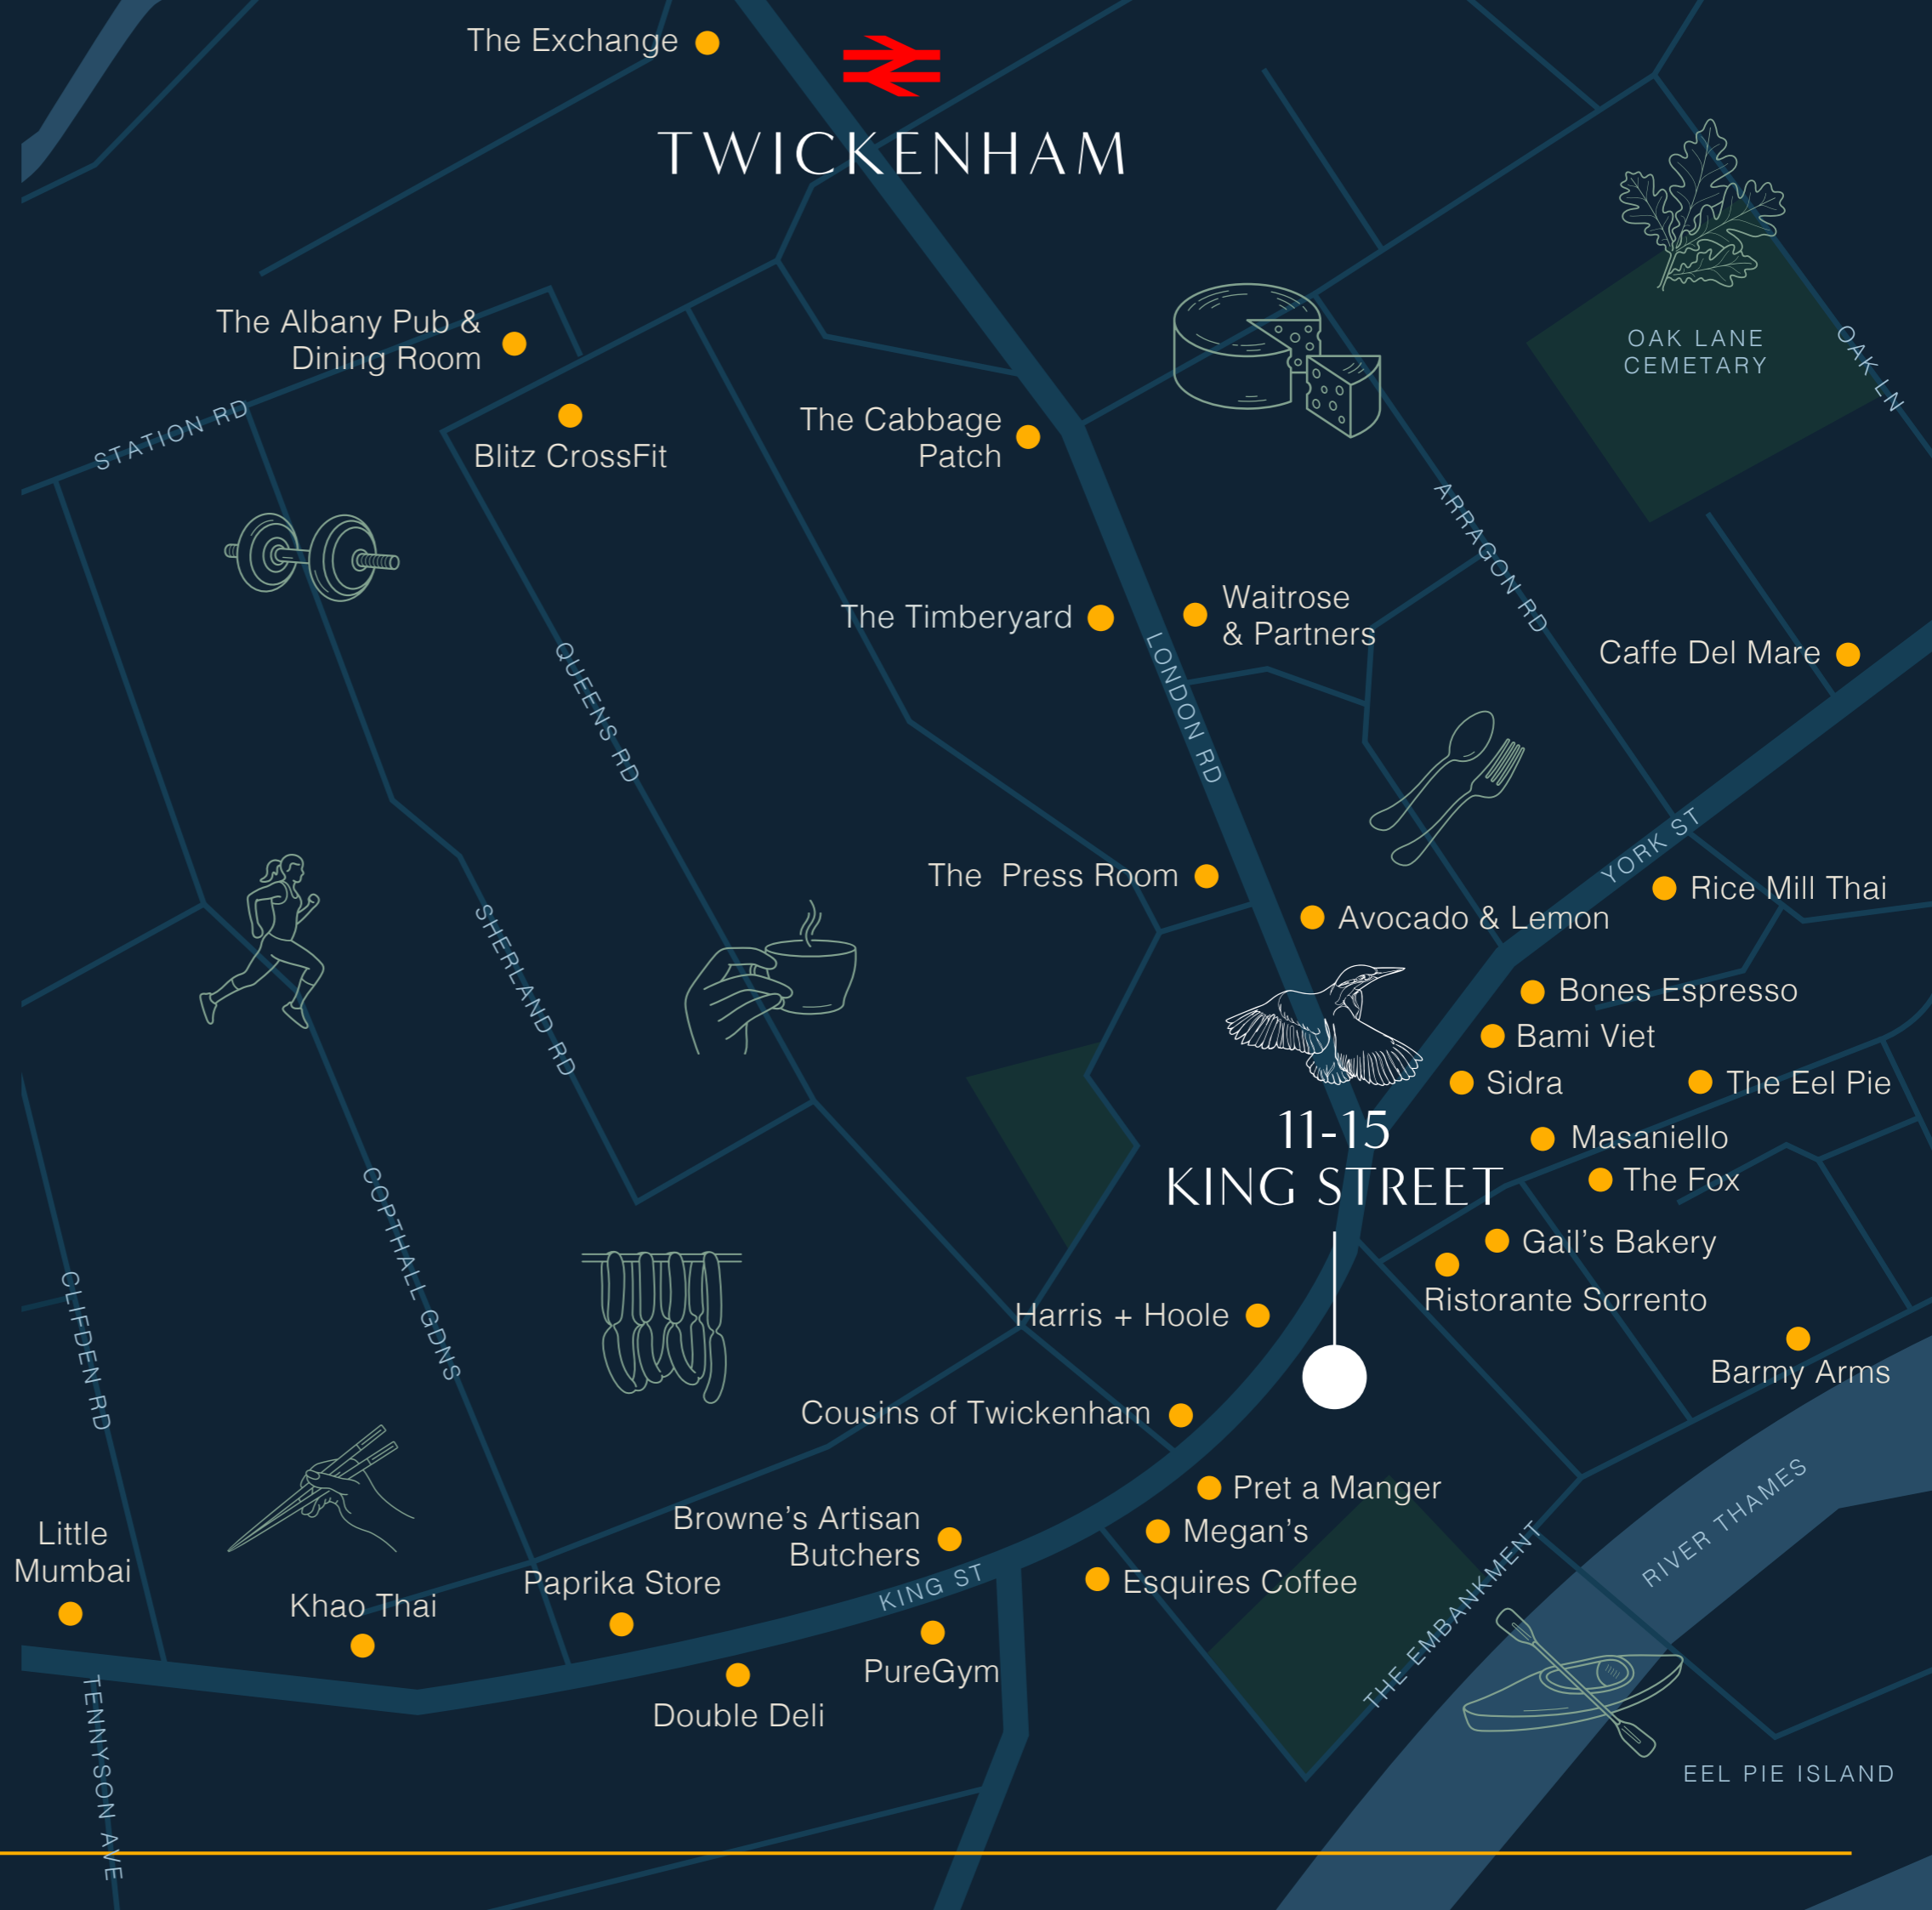 The Exchange
TWICKENHAM
The Albany Pub &
Dining Room
OAK LANE
CEMETARY
OAK LN
STATION RD
Blitz CrossFit
The Cabbage
Patch
ARRAGON RD
The Timberyard
Waitrose
& Partners
Caffe Del Mare
QUEENS RD
LONDON RD
YORK ST
The Press Room
Rice Mill Thai
Avocado & Lemon
SHERLAND RD
Bones Espresso
Bami Viet
Sidra
The Eel Pie
11-15
KING STREET
Masaniello
The Fox
COPTHALL GDNS
Gail's Bakery
Ristorante Sorrento
CLIFDEN RD
Harris + Hoole
Barmy Arms
Cousins of Twickenham
Pret a Manger
RIVER THAMES
Browne's Artisan
Butchers
Megan's
Little
Mumbai
Esquires Coffee
Paprika Store
KING ST
Khao Thai
THE EMBANKMENT
PureGym
Double Deli
TENNYSON AVE
EEL PIE ISLAND